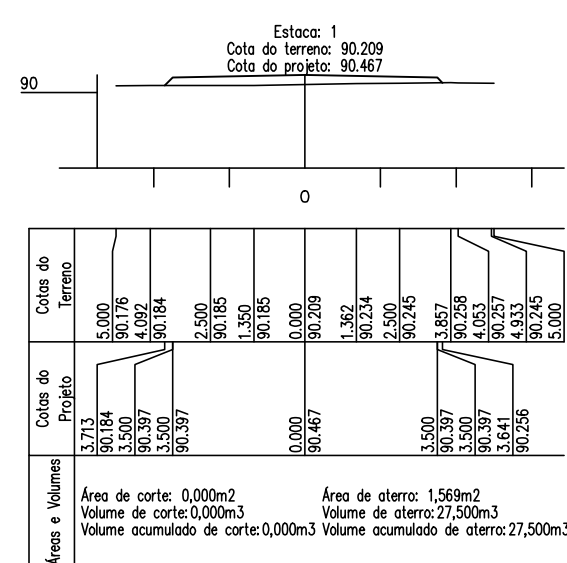 Estaca: 1
Cota do terreno: 90.209
Cota do projeto: 90.467
90
0
Cotas do
Terreno
5.000
90.176
4.092
90.184
2.500
90.185
1.350
90.185
0.000
90.209
1.362
90.234
2.500
90.245
3.857
90.258
4.053
90.257
4.933
90.245
5.000
Cotas do
Projeto
3.713
90.184
3.500
90.397
3.500
90.397
0.000
90.467
3.500
90.397
3.500
90.397
3.641
90.256
Áreas e Volumes
Área de corte: 0,000m2
Volume de corte:0,000m3
Volume acumulado de corte:0,000m3
Área de aterro: 1,569m2
Volume de aterro:27,500m3
Volume acumulado de aterro:27,500m3